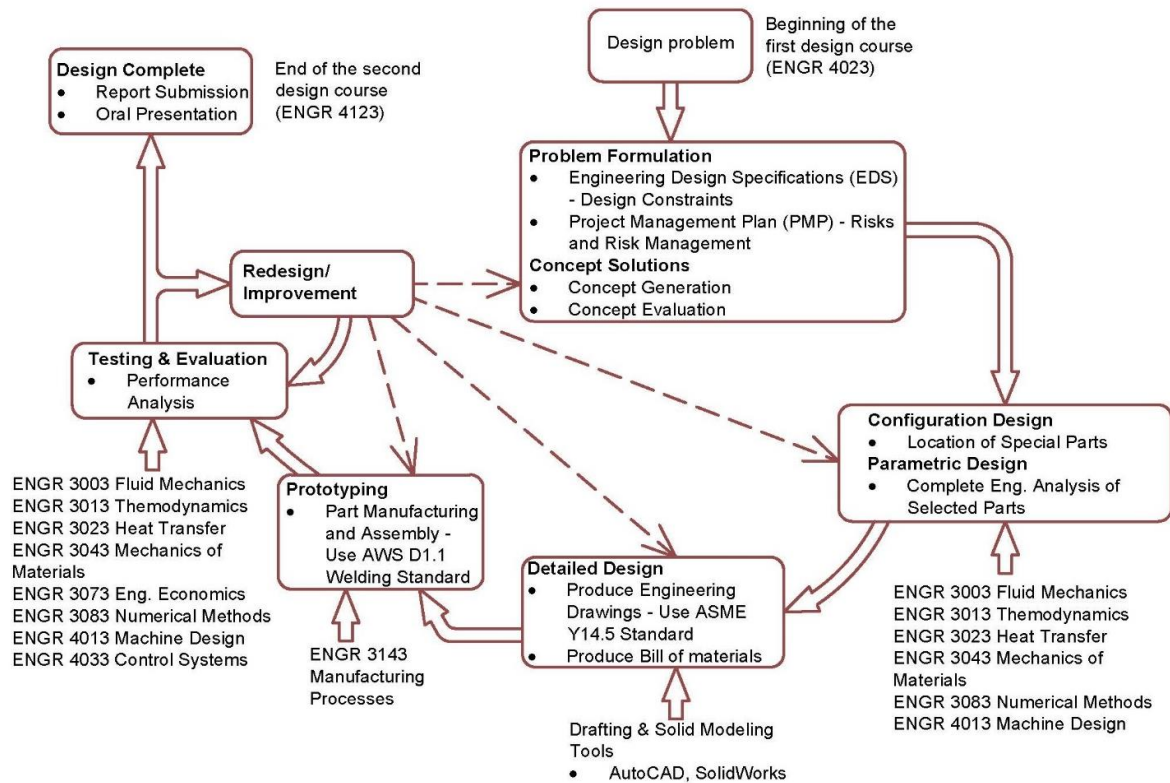 Design problem
Beginning of
the first design course
(ENGR 4023)
Design Complete
• Report Submission
• Oral Presentation
End of the second
design course
(ENGR 4123)
Problem Formulation
• Engineering Design Specifications (EDS)
- Design Constraints
• Project Management Plan (PMP) - Risks
and Risk Management
Concept Solutions
• Concept Generation
• Concept Evaluation
Redesign/
Improvement
Testing & Evaluation
• Performance
Analysis
Configuration Design
• Location of Special Parts
Parametric Design
• Complete Eng. Analysis of
Selected Parts
ENGR 3003 Fluid Mechanics
ENGR 3013 Themodynamics
ENGR 3023 Heat Transfer
ENGR 3043 Mechanics of
Materials
ENGR 3073 Eng. Economics
ENGR 3083 Numerical Methods
ENGR 4013 Machine Design
ENGR 4033 Control Systems
Prototyping
• Part Manufacturing
and Assembly -
Use AWS D1.1
Welding Standard
ENGR 3143
Manufacturing
Processes
Detailed Design
• Produce Engineering
Drawings - Use ASME
Y14.5 Standard
• Produce Bill of materials
Drafting & Solid Modeling
Tools
• AutoCAD, SolidWorks
ENGR 3003 Fluid Mechanics
ENGR 3013 Themodynamics
ENGR 3023 Heat Transfer
ENGR 3043 Mechanics of
Materials
ENGR 3083 Numerical Methods
ENGR 4013 Machine Design